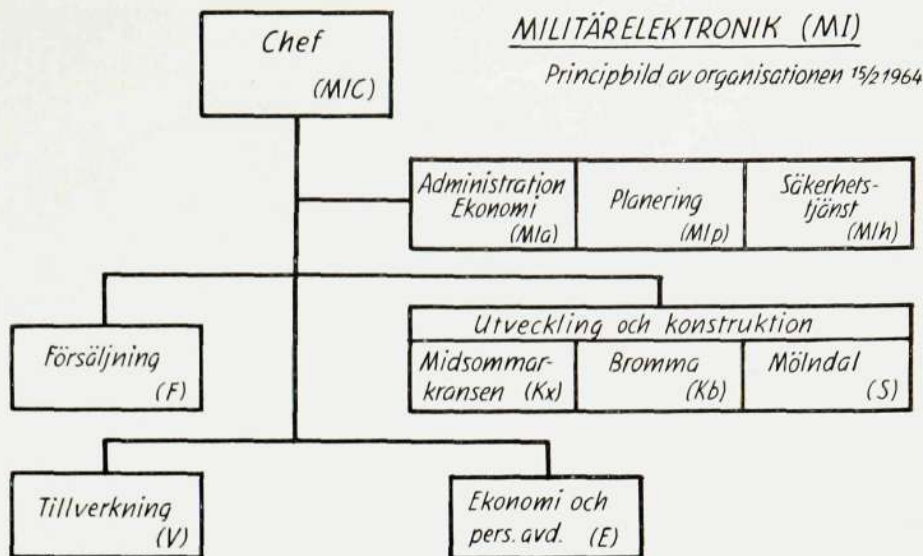 MILITÄRELEKTRONIK (MI)
Principbild av organisationen 15/2 1964
Chef
(MIC)
Administration
Ekonomi
(MIa)
Planering
(MIp)
Säkerhets-
tjänst
(MIh)
Försäljning
(F)
Utveckling och konstruktion
Midsommar-
kransen (Kx)
Bromma
(Kb)
Mölndal
(S)
Tillverkning
(V)
Ekonomi och
pers. avd. (E)